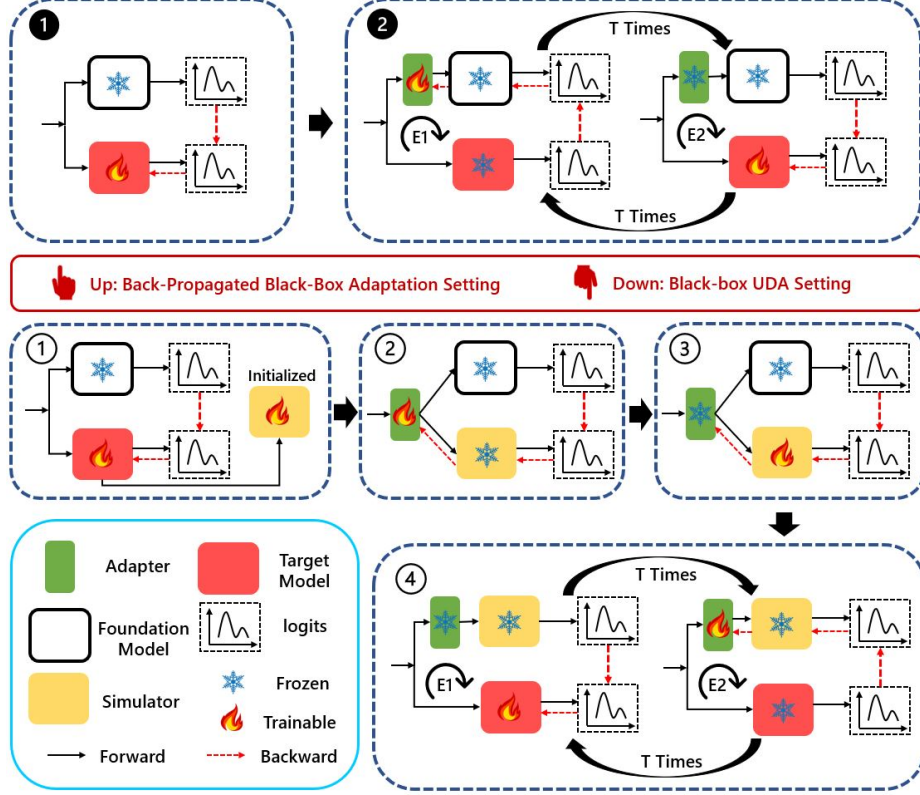 1
2
T Times
E1
E2
T Times
Up: Back-Propagated Black-Box Adaptation Setting
Down: Black-box UDA Setting
1
Initialized
2
3
Adapter
Target
Model
Foundation
Model
logits
Simulator
Frozen
Trainable
Forward
Backward
4
T Times
E1
E2
T Times